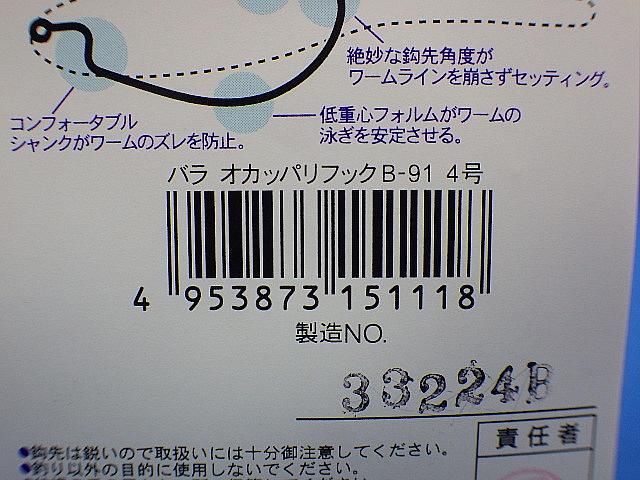 絶妙な鈎先角度が
ワームラインを崩さずセッティング。
コンフォータブル
シャンクがワームのズレを防止。
低重心フォルムがワームの
泳ぎを安定させる。
バラ オカッパリフックB-91 4号
4 953873 151118
製造NO.
33224B
●鈎先は鋭いので取扱いには十分御注意してください。
●釣り以外の目的に使用しないでください。
責任者